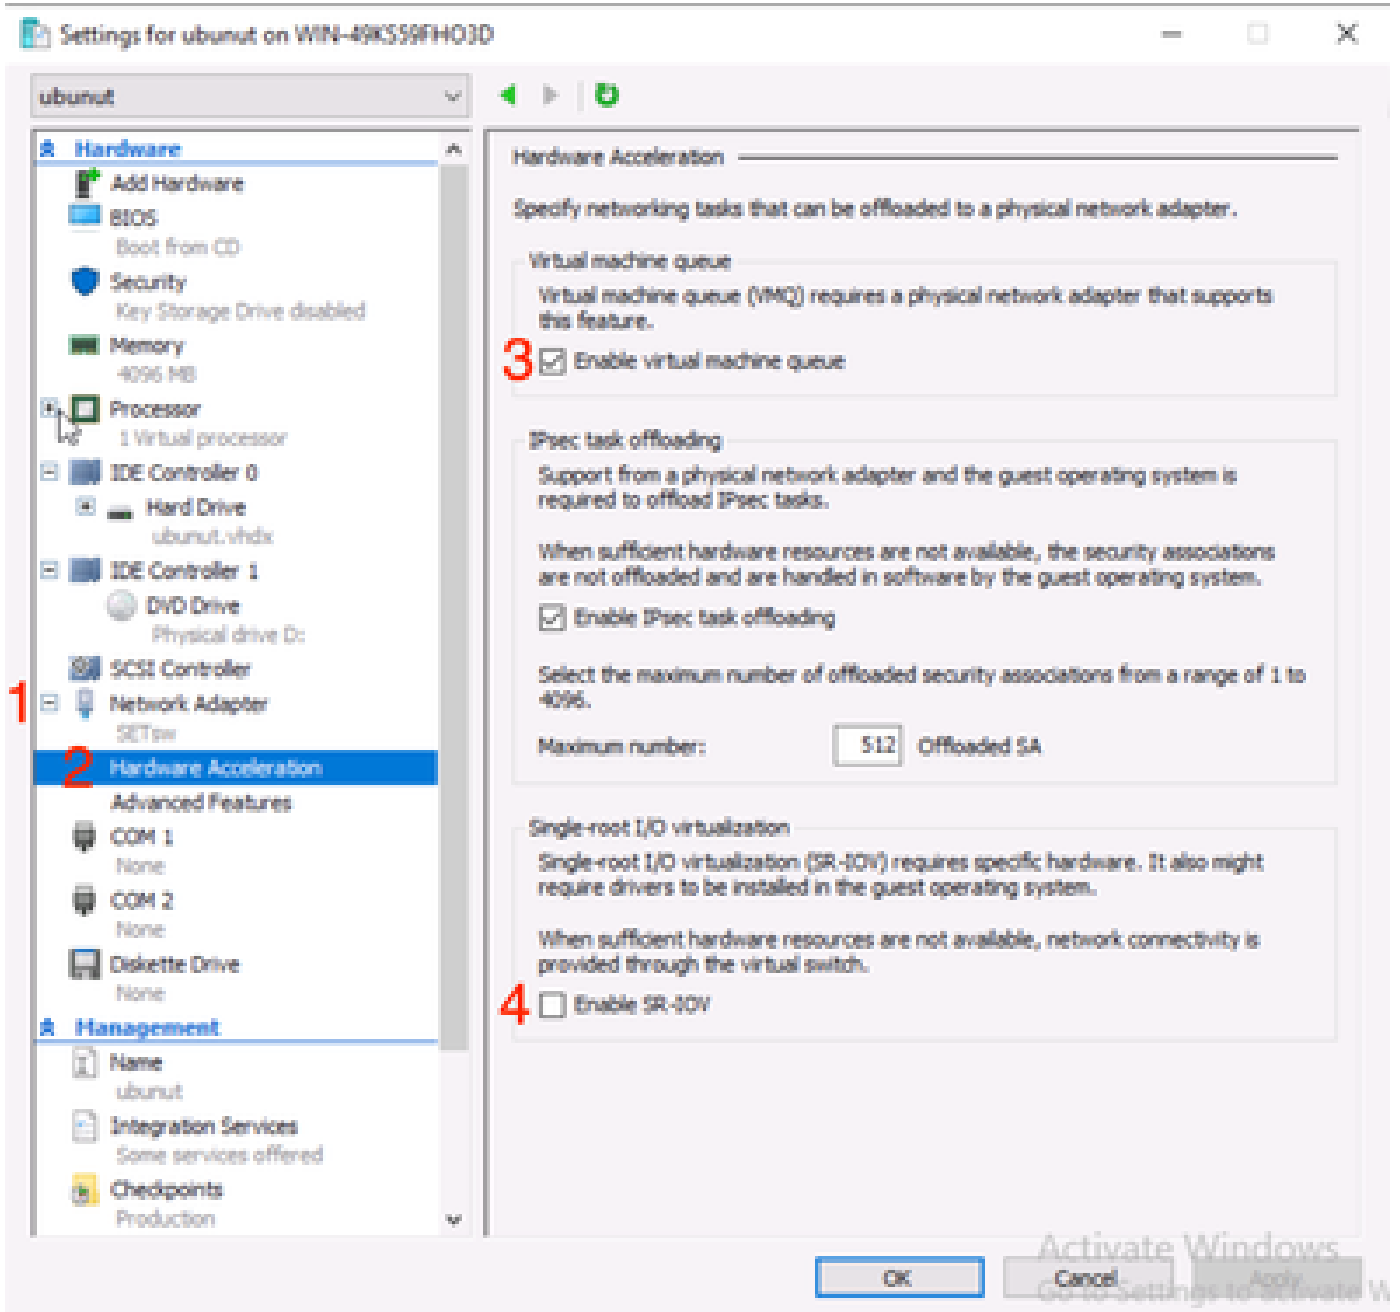 Settings for ubunut on WIN-49KS59FHO3D
ubunut
Hardware
Add Hardware
BIOS
Boot from CD
Security
Key Storage Drive disabled
Memory
4096 MB
Processor
1 Virtual processor
IDE Controller 0
Hard Drive
ubunut.vhdx
IDE Controller 1
DVD Drive
Physical drive D:
SCSI Controller
1 Network Adapter
SETsw
2 Hardware Acceleration
Advanced Features
COM 1
None
COM 2
None
Diskette Drive
None
Management
Name
ubunut
Integration Services
Some services offered
Checkpoints
Production
Hardware Acceleration
Specify networking tasks that can be offloaded to a physical network adapter.
Virtual machine queue
Virtual machine queue (VMQ) requires a physical network adapter that supports
this feature.
3 Enable virtual machine queue
IPsec task offloading
Support from a physical network adapter and the guest operating system is
required to offload IPsec tasks.
When sufficient hardware resources are not available, the security associations
are not offloaded and are handled in software by the guest operating system.
Enable IPsec task offloading
Select the maximum number of offloaded security associations from a range of 1 to
4096.
Maximum number: 512 Offloaded SA
Single-root I/O virtualization
Single-root I/O virtualization (SR-IOV) requires specific hardware. It also might
require drivers to be installed in the guest operating system.
When sufficient hardware resources are not available, network connectivity is
provided through the virtual switch.
4 Enable SR-IOV
Activate Windows
Go to Settings to activate W
OK Cancel Apply